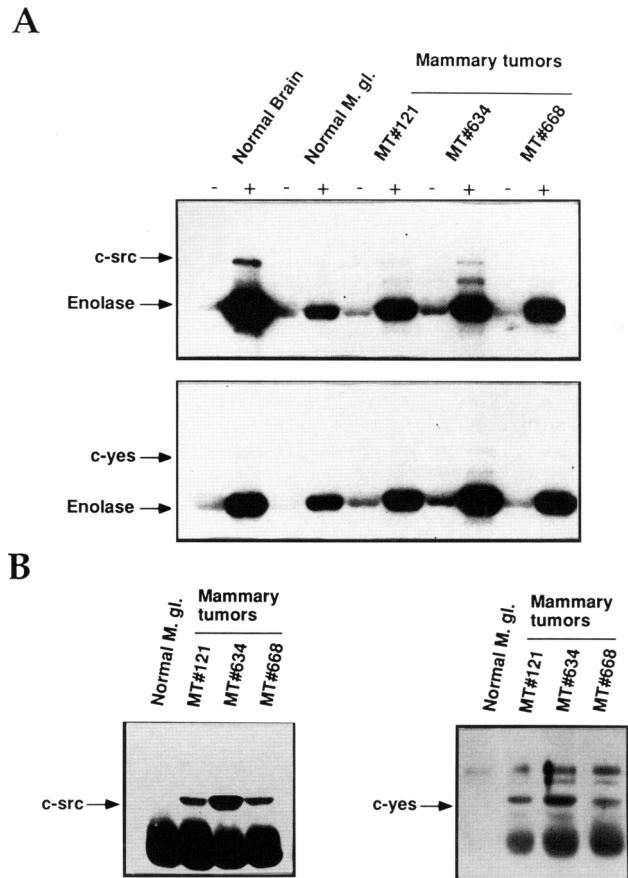 A
Mammary tumors
Normal Brain
Normal M. gl.
MT#121
MT#634
MT#668
- + - + - + - + - +
c-src
Enolase
c-yes
Enolase
B
Normal M. gl.
Mammary
tumors
MT#121
MT#634
MT#668
c-src
Normal M. gl.
Mammary
tumors
MT#121
MT#634
MT#668
c-yes